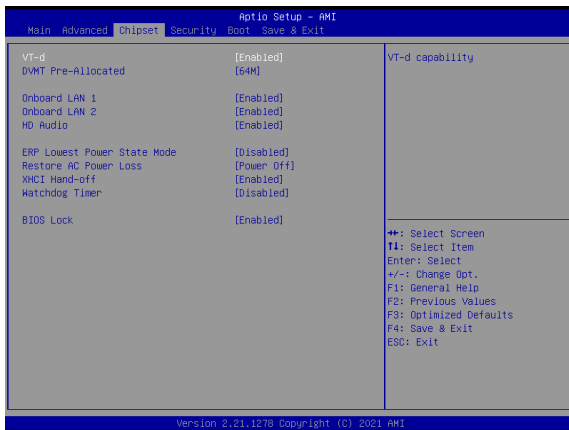 Aptio Setup - AMI
Main Advanced Chipset Security Boot Save & Exit
VT-d [Enabled]
DVMT Pre-Allocated [64M]
Onboard LAN 1 [Enabled]
Onboard LAN 2 [Enabled]
HD Audio [Enabled]
ERP Lowest Power State Mode [Disabled]
Restore AC Power Loss [Power Off]
XHCI Hand-off [Enabled]
Watchdog Timer [Disabled]
BIOS Lock [Enabled]
VT-d capability
→←: Select Screen
↑↓: Select Item
Enter: Select
+/-: Change Opt.
F1: General Help
F2: Previous Values
F3: Optimized Defaults
F4: Save & Exit
ESC: Exit
Version 2.21.1278 Copyright (C) 2021 AMI